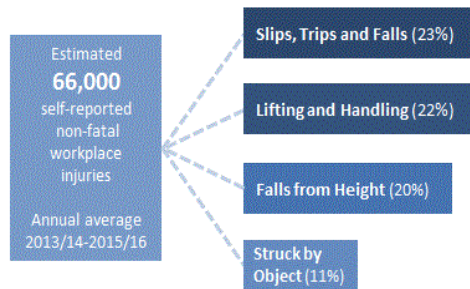 Estimated
66,000
self-reported
non-fatal
workplace
injuries
Annual average
2013/14-2015/16
Slips, Trips and Falls (23%)
Lifting and Handling (22%)
Falls from Height (20%)
Struck by
Object (11%)